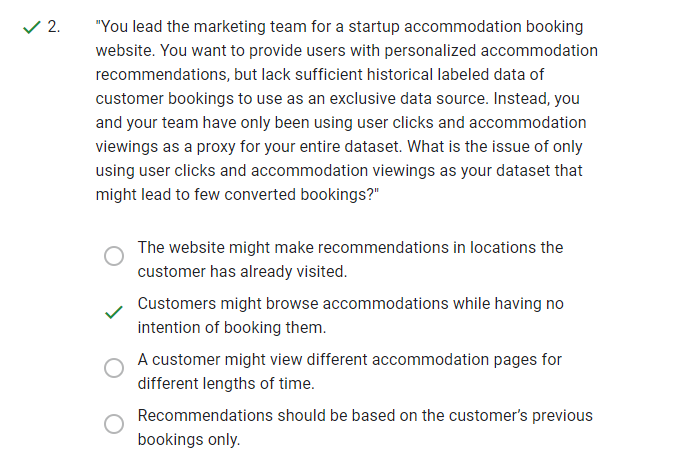 2. "You lead the marketing team for a startup accommodation booking
website. You want to provide users with personalized accommodation
recommendations, but lack sufficient historical labeled data of
customer bookings to use as an exclusive data source. Instead, you
and your team have only been using user clicks and accommodation
viewings as a proxy for your entire dataset. What is the issue of only
using user clicks and accommodation viewings as your dataset that
might lead to few converted bookings?"
The website might make recommendations in locations the
customer has already visited.
Customers might browse accommodations while having no
intention of booking them.
A customer might view different accommodation pages for
different lengths of time.
Recommendations should be based on the customer's previous
bookings only.